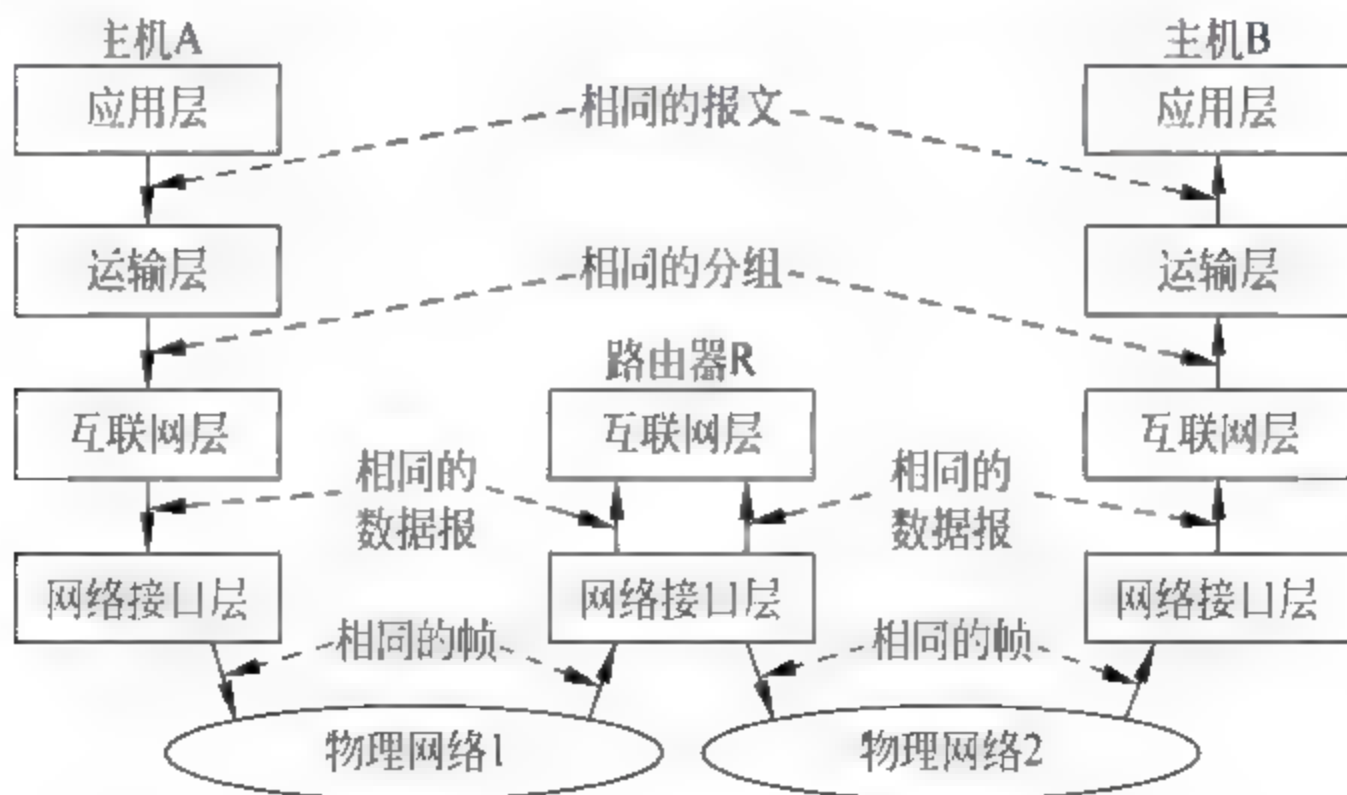 主机A
主机B
应用层
相同的报文
应用层
运输层
相同的分组
运输层
路由器R
互联网层
互联网层
互联网层
相同的
数据报
相同的
数据报
网络接口层
网络接口层
网络接口层
相同的帧
相同的帧
物理网络1
物理网络2